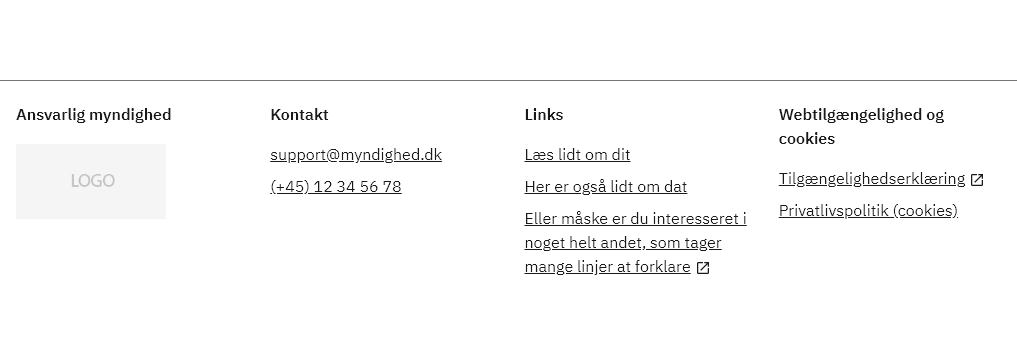 Ansvarlig myndighed
LOGO
Kontakt
support@myndighed.dk
(+45) 12 34 56 78
Links
Læs lidt om dit
Her er også lidt om dat
Eller måske er du interesseret i
noget helt andet, som tager
mange linjer at forklare
Webtilgængelighed og
cookies
Tilgængelighedserklæring
Privatlivspolitik (cookies)